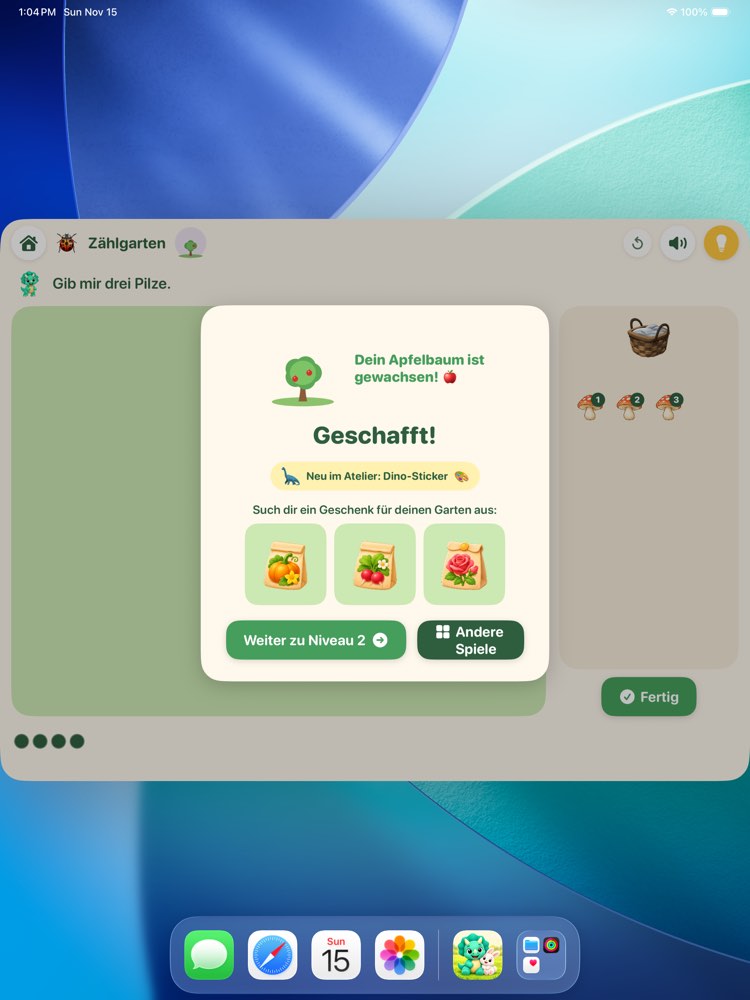 1:04 PM Sun Nov 15
100%
Zählgarten
Gib mir drei Pilze.
Dein Apfelbaum ist
gewachsen!
Geschafft!
Neu im Atelier: Dino-Sticker
Such dir ein Geschenk für deinen Garten aus:
Weiter zu Niveau 2
Andere
Spiele
1 2 3
Fertig
Sun
15